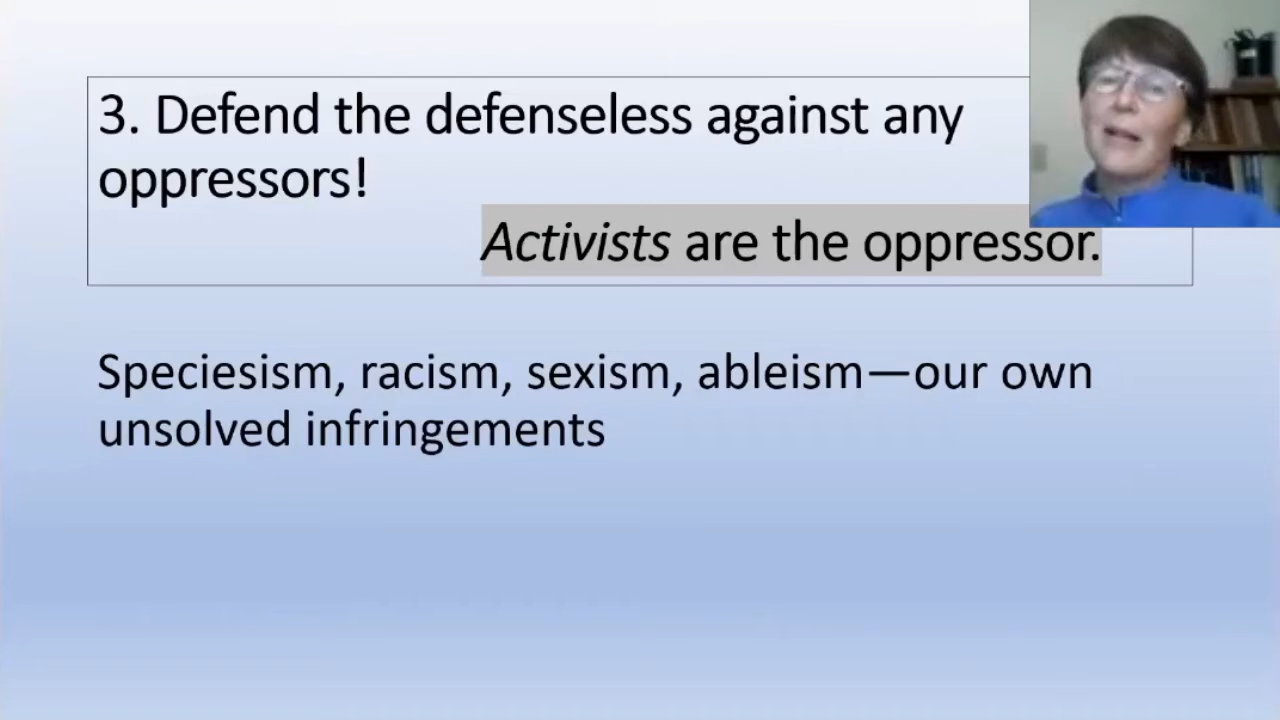 3. Defend the defenseless against any
oppressors!
Activists are the oppressor.
Speciesism, racism, sexism, ableism—our own
unsolved infringements